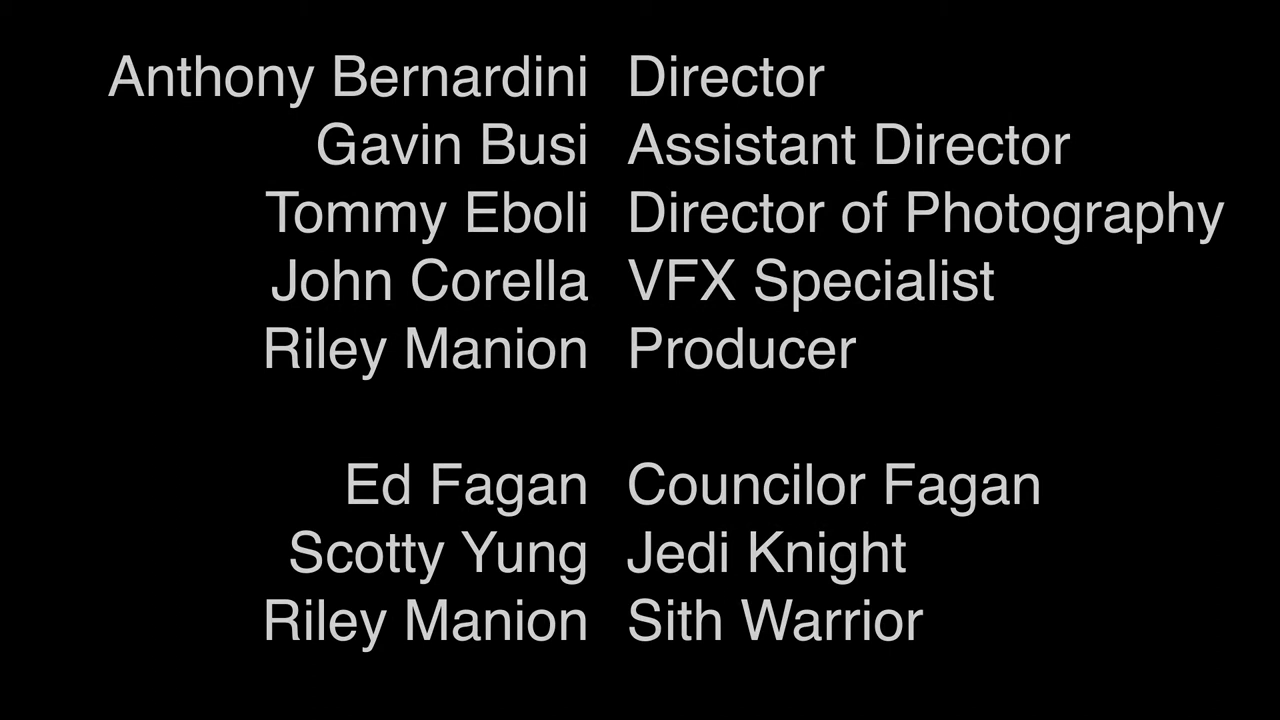 Anthony Bernardini Director
Gavin Busi Assistant Director
Tommy Eboli Director of Photography
John Corella VFX Specialist
Riley Manion Producer
Ed Fagan Councilor Fagan
Scotty Yung Jedi Knight
Riley Manion Sith Warrior